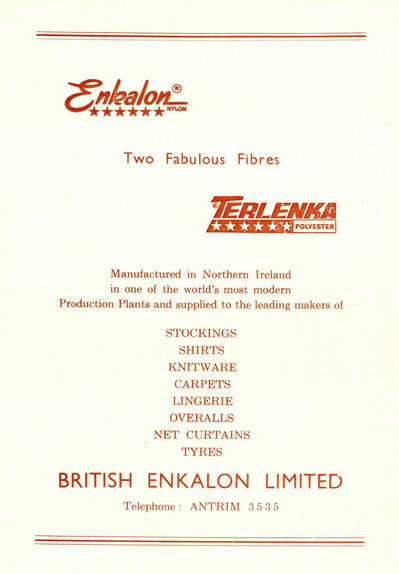 Enkalon®
NYLON
Two Fabulous Fibres
®TERLENKA
POLYESTER
Manufactured in Northern Ireland
in one of the world's most modern
Production Plants and supplied to the leading makers of
STOCKINGS
SHIRTS
KNITWARE
CARPETS
LINGERIE
OVERALLS
NET CURTAINS
TYRES
BRITISH ENKALON LIMITED
Telephone: ANTRIM 3535